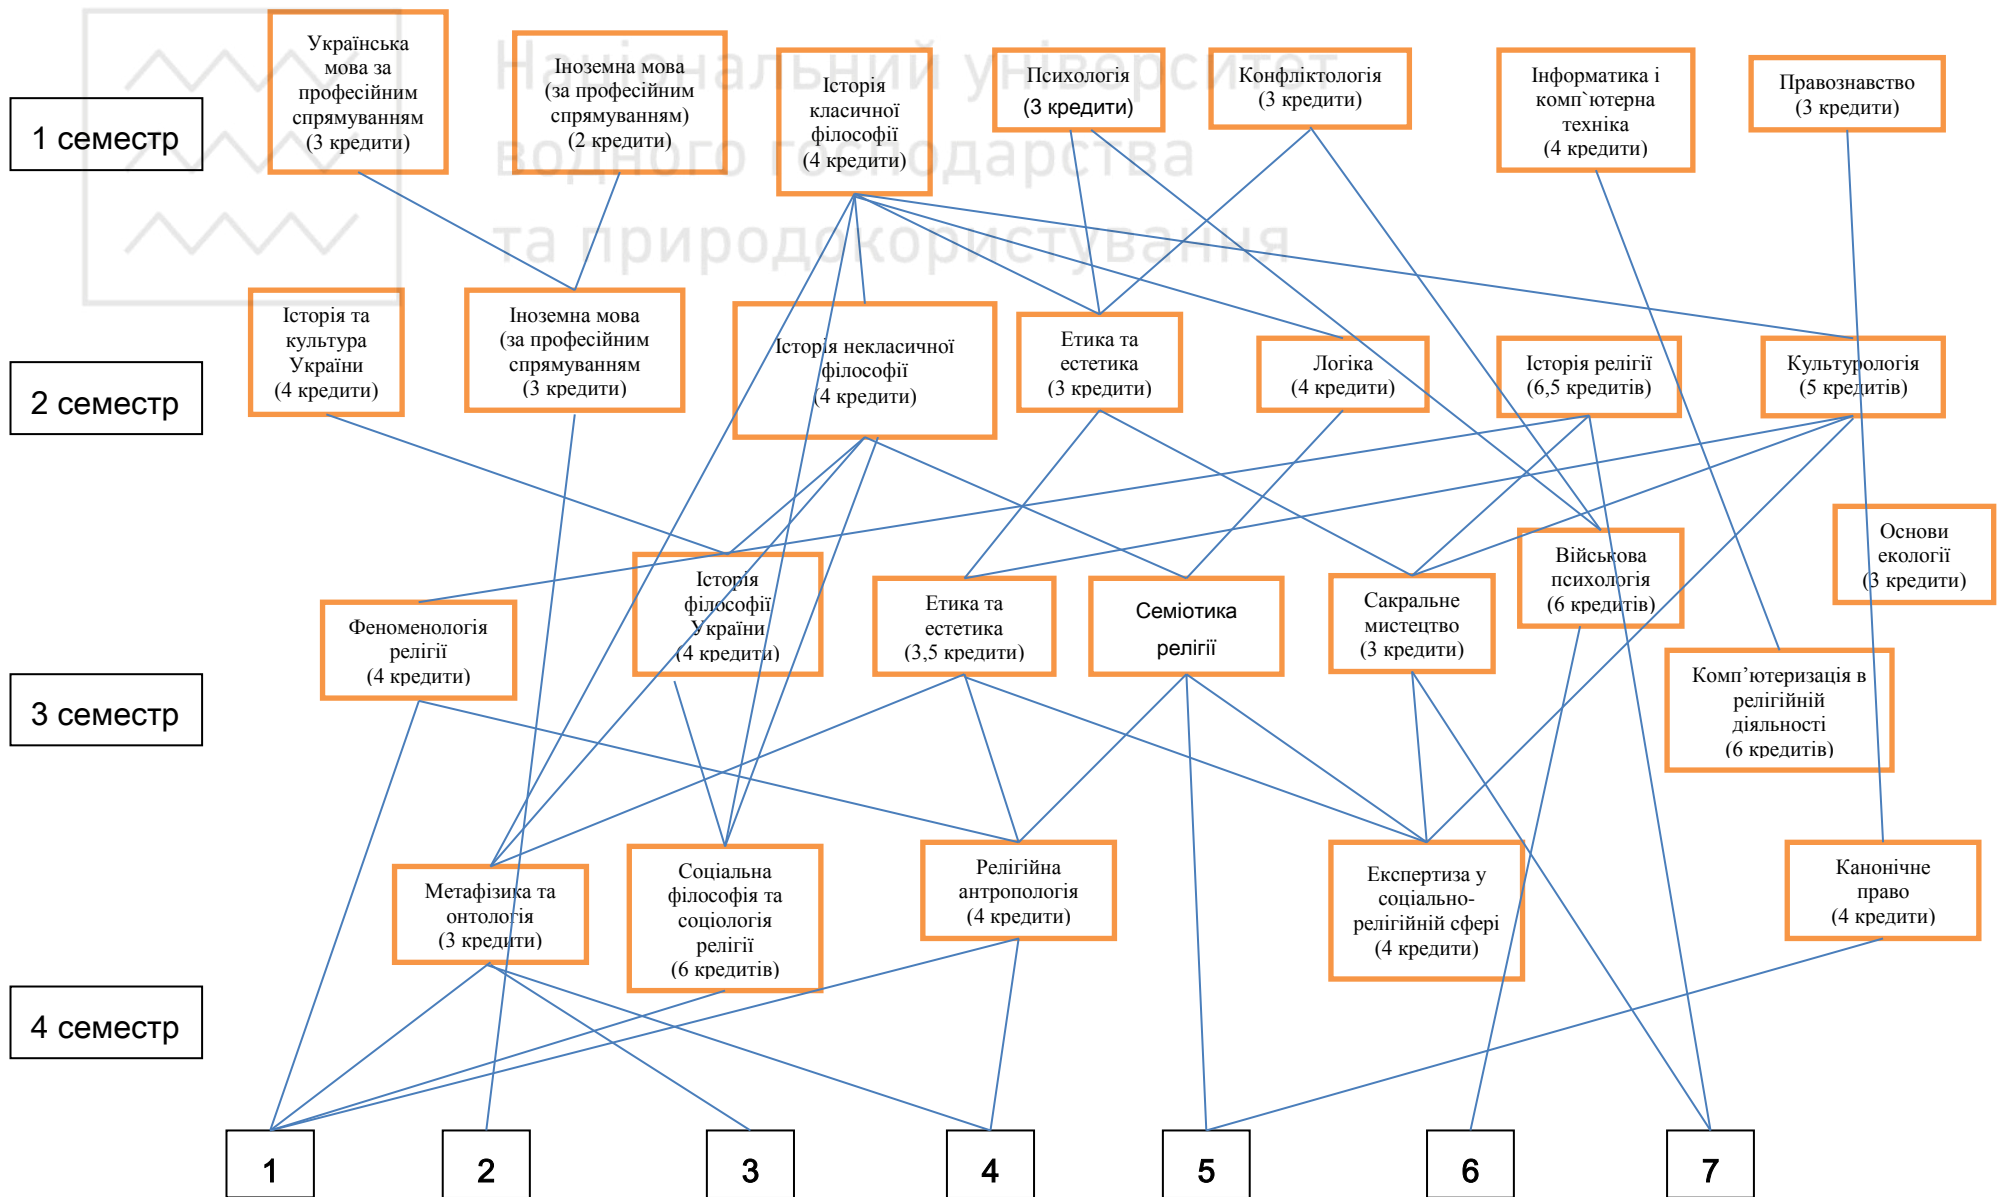 Національний університет
водного господарства
та природокористування
1 семестр
Українська
мова за
професійним
спрямуванням
(3 кредити)
Іноземна мова
(за професійним
спрямуванням)
(2 кредити)
Історія
класичної
філософії
(4 кредити)
Психологія
(3 кредити)
Конфліктологія
(3 кредити)
Інформатика і
комп`ютерна
техніка
(4 кредити)
Правознавство
(3 кредити)
2 семестр
Історія та
культура
України
(4 кредити)
Іноземна мова
(за професійним
спрямуванням
(3 кредити)
Історія некласичної
філософії
(4 кредити)
Етика та
естетика
(3 кредити)
Логіка
(4 кредити)
Історія релігії
(6,5 кредитів)
Культурологія
(5 кредитів)
3 семестр
Феноменологія
релігії
(4 кредити)
Історія
філософії
України
(4 кредити)
Етика та
естетика
(3,5 кредити)
Семіотика
релігії
Сакральне
мистецтво
(3 кредити)
Військова
психологія
(6 кредитів)
Основи
екології
(3 кредити)
Комп’ютеризація в
релігійній
діяльності
(6 кредитів)
4 семестр
Метафізика та
онтологія
(3 кредити)
Соціальна
філософія та
соціологія
релігії
(6 кредитів)
Релігійна
антропологія
(4 кредити)
Експертиза у
соціально-
релігійній сфері
(4 кредити)
Канонічне
право
(4 кредити)
1
2
3
4
5
6
7